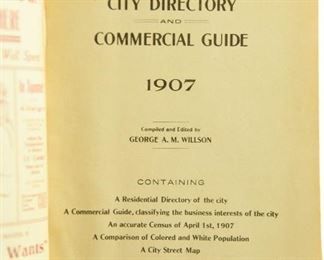 CITY DIRECTORY
AND
COMMERCIAL GUIDE
1907
Compiled and Edited by
GEORGE A. M. WILLSON
CONTAINING
A Residential Directory of the city
A Commercial Guide, classifying the business interests of the city
An accurate Census of April 1st, 1907
A Comparison of Colored and White Population
A City Street Map
Wants"